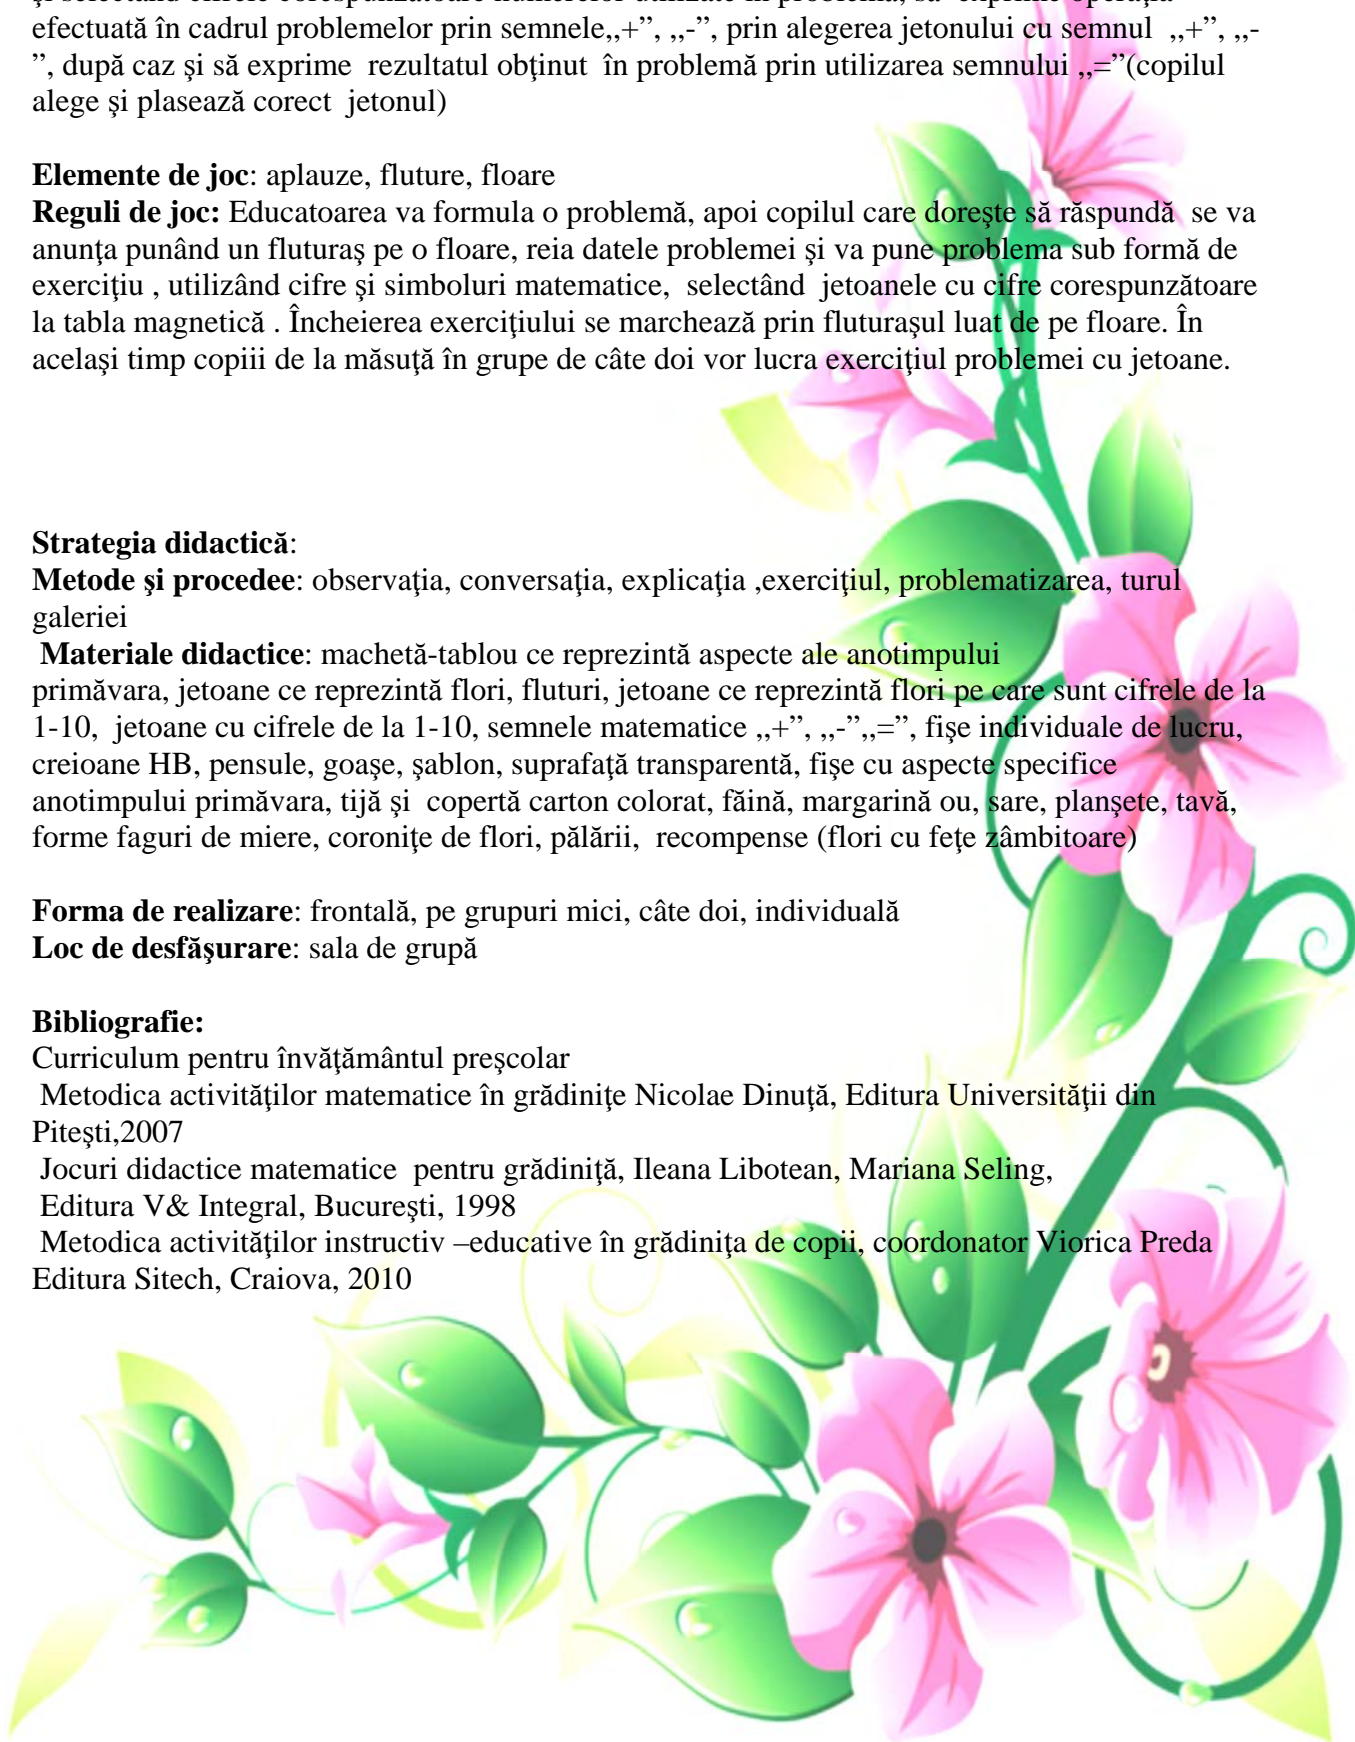 şi selectând cifrele corespunzătoare numerelor utilizate în problemă, să exprime operaţia
efectuată în cadrul problemelor prin semnele,,+”, ,,-”, prin alegerea jetonului cu semnul ,,+”, ,,-
”, după caz şi să exprime rezultatul obţinut în problemă prin utilizarea semnului ,,=”(copilul
alege şi plasează corect jetonul)
Elemente de joc: aplauze, fluture, floare
Reguli de joc: Educatoarea va formula o problemă, apoi copilul care doreşte să răspundă se va
anunţa punând un fluturaş pe o floare, reia datele problemei şi va pune problema sub formă de
exerciţiu , utilizând cifre şi simboluri matematice, selectând jetoanele cu cifre corespunzătoare
la tabla magnetică . Încheierea exerciţiului se marchează prin fluturaşul luat de pe floare. În
acelaşi timp copiii de la măsuţă în grupe de câte doi vor lucra exerciţiul problemei cu jetoane.
Strategia didactică:
Metode şi procedee: observaţia, conversaţia, explicaţia ,exerciţiul, problematizarea, turul
galeriei
Materiale didactice: machetă-tablou ce reprezintă aspecte ale anotimpului
primăvara, jetoane ce reprezintă flori, fluturi, jetoane ce reprezintă flori pe care sunt cifrele de la
1-10, jetoane cu cifrele de la 1-10, semnele matematice ,,+”, ,,-”,,=”, fişe individuale de lucru,
creioane HB, pensule, goaşe, şablon, suprafaţă transparentă, fişe cu aspecte specifice
anotimpului primăvara, tijă şi copertă carton colorat, făină, margarină ou, sare, planşete, tavă,
forme faguri de miere, coroniţe de flori, pălării, recompense (flori cu feţe zâmbitoare)
Forma de realizare: frontală, pe grupuri mici, câte doi, individuală
Loc de desfăşurare: sala de grupă
Bibliografie:
Curriculum pentru învăţământul preşcolar
Metodica activităţilor matematice în grădiniţe Nicolae Dinuţă, Editura Universităţii din
Piteşti,2007
Jocuri didactice matematice pentru grădiniţă, Ileana Libotean, Mariana Seling,
Editura V& Integral, Bucureşti, 1998
Metodica activităţilor instructiv –educative în grădiniţa de copii, coordonator Viorica Preda
Editura Sitech, Craiova, 2010